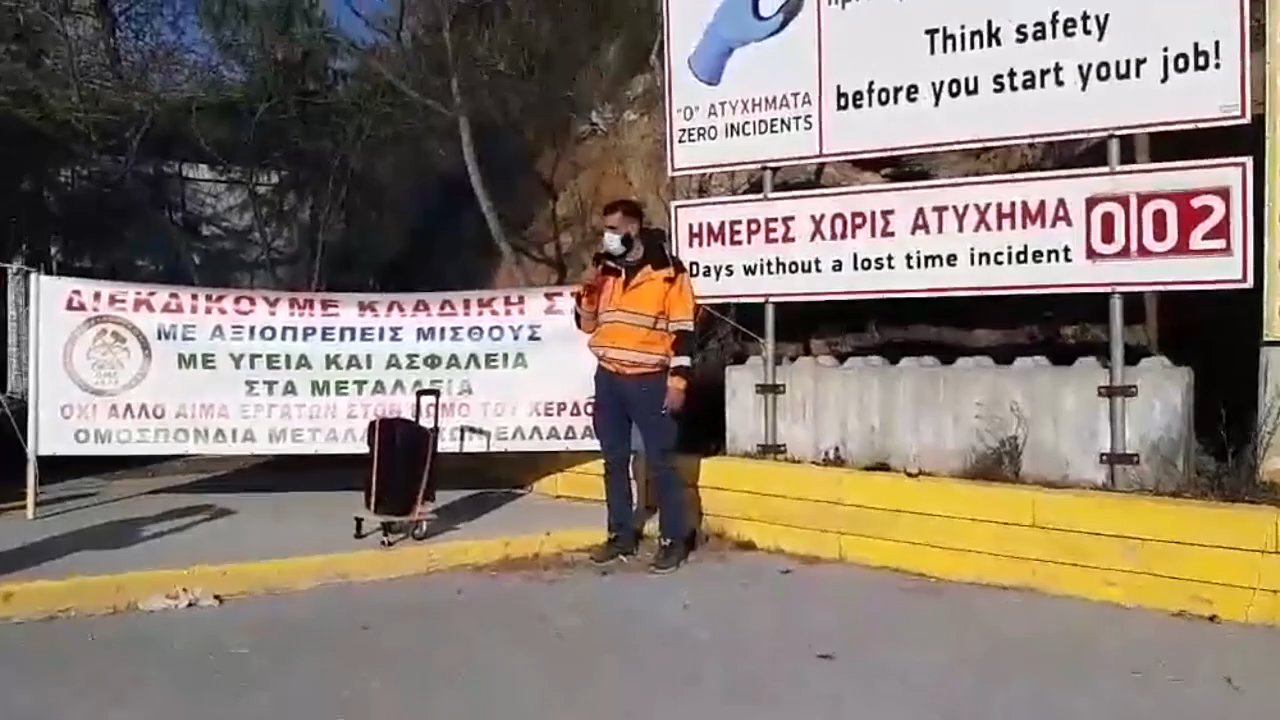 Think safety
before you start your job!
"0" ΑΤΥΧΗΜΑΤΑ
ZERO INCIDENTS
ΗΜΕΡΕΣ ΧΩΡΙΣ ΑΤΥΧΗΜΑ 002
Days without a lost time incident
ΔΙΕΚΔΙΚΟΥΜΕ ΚΛΑΔΙΚΗ
ΜΕ ΑΞΙΟΠΡΕΠΕΙΣ ΜΙΣΘΟΥΣ
ΜΕ ΥΓΕΙΑ ΚΑΙ ΑΣΦΑΛΕΙΑ
ΣΤΑ ΜΕΤΑΛΛΕΙΑ
ΟΧΙ ΑΛΛΟ ΑΙΜΑ ΕΡΓΑΤΩΝ ΣΤΟΝ ΒΩΜΟ ΤΟΥ ΚΕΡΔΟ
ΟΜΟΣΠΟΝΔΙΑ ΕΛΛΑΔΑ